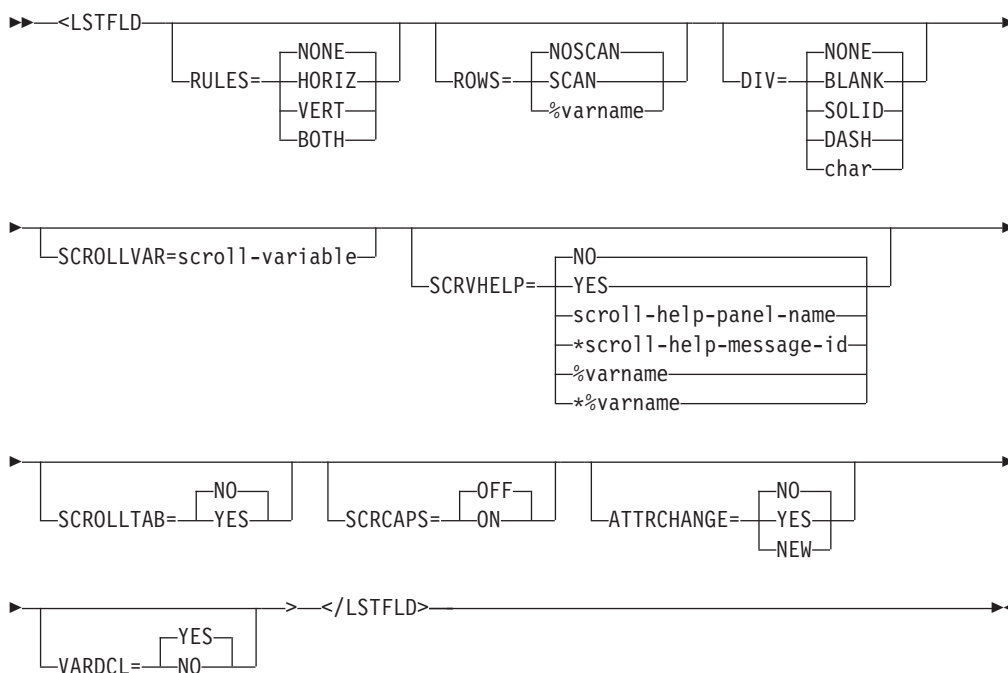 <LSTFLD
RULES=
NONE
HORIZ
VERT
BOTH
ROWS=
NOSCAN
SCAN
%varname
DIV=
NONE
BLANK
SOLID
DASH
char
SCROLLVAR=scroll-variable
SCRVHELP=
NO
YES
scroll-help-panel-name
*scroll-help-message-id
%varname
*%varname
SCROLLTAB=
NO
YES
SCRCAPS=
OFF
ON
ATTRCHANGE=
NO
YES
NEW
VARDCL=
YES
NO
>
</LSTFLD>